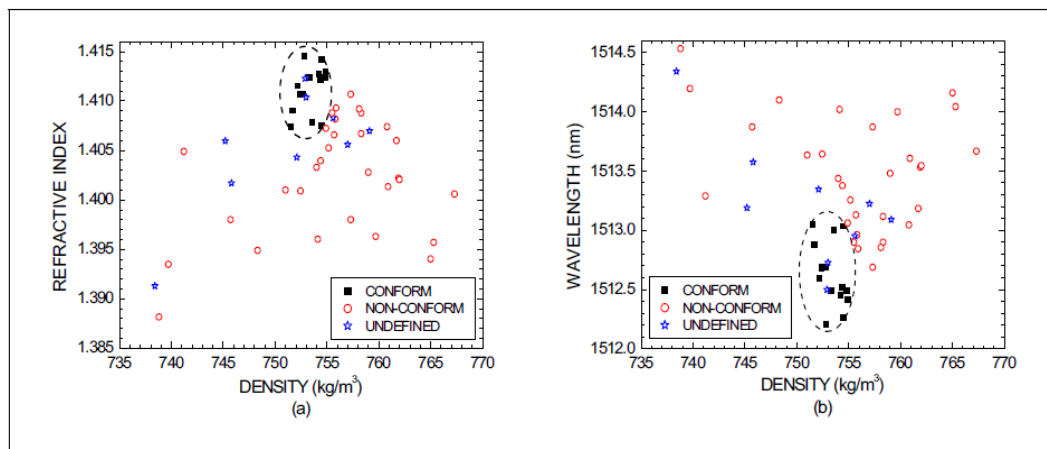 REFRACTIVE INDEX
1.415
1.410
1.405
1.400
1.395
1.390
1.385
CONFORM
NON-CONFORM
UNDEFINED
735 740 745 750 755 760 765 770
DENSITY (kg/m³)
(a)
WAVELENGTH (nm)
1514.5
1514.0
1513.5
1513.0
1512.5
1512.0
CONFORM
NON-CONFORM
UNDEFINED
735 740 745 750 755 760 765 770
DENSITY (kg/m³)
(b)